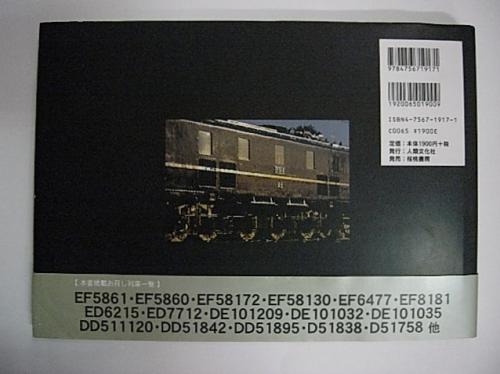 9784756719171
1920065019009
ISBN4-7567-1917-1
C0065 ¥1900E
定価：本体1900円+税
発行：人類文化社
発売：桜桃書房
【本書掲載お召し列車一覧】
EF5861・EF5860・EF58172・EF58130・EF6477・EF8181
ED6215・ED7712・DE101209・DE101032・DE101035
DD511120・DD51842・DD51895・D51838・D51758 他